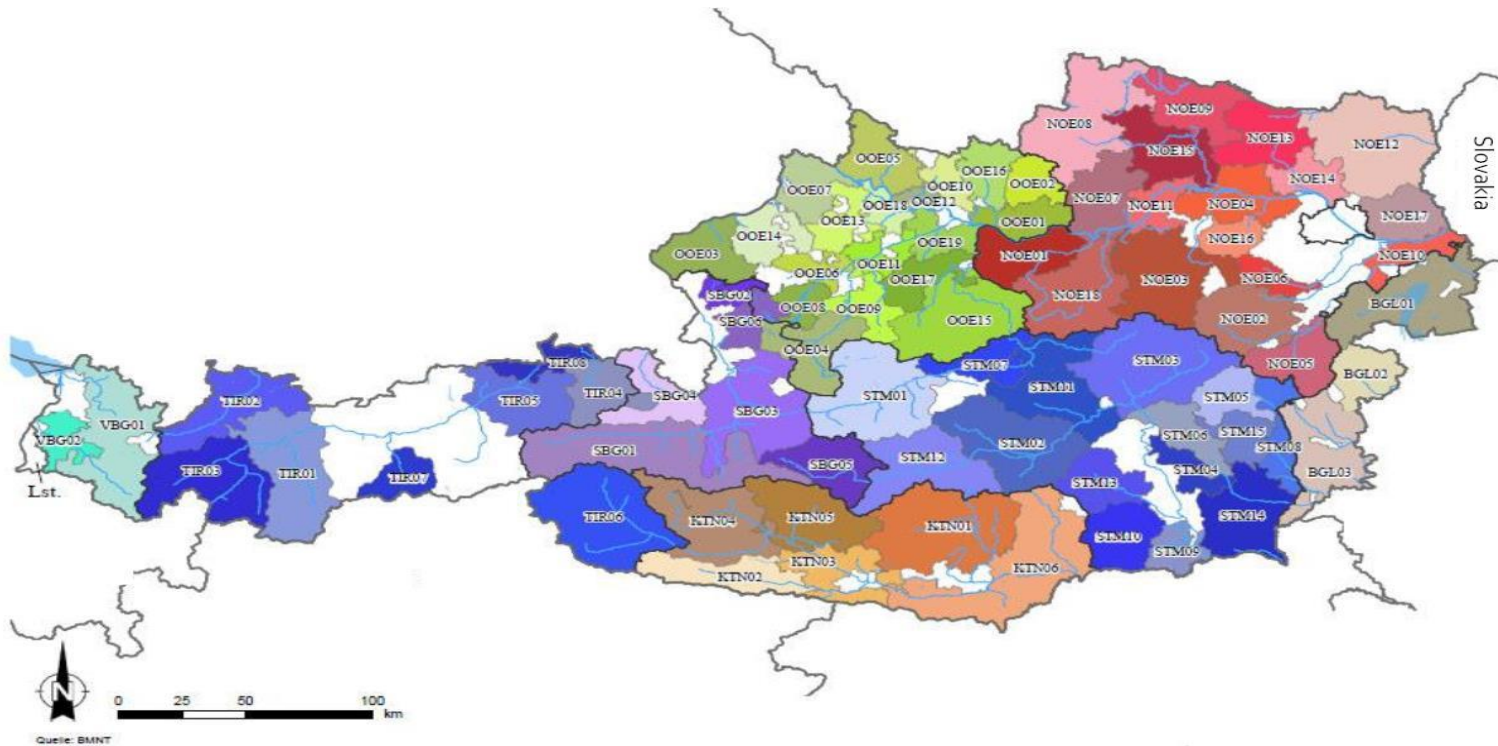 NOE09
NOE08
NOE13
NOE12
NOE15
Slovakia
OOE05
OOE16
OOE10
OOE02
NOE14
OOE07
NOE07
OOE18
OOE12
NOE11
NOE04
NOE17
OOE13
OOE01
OOE14
NOE16
OOE03
OOE19
NOE01
NOE10
OOE11
OOE06
OOE17
NOE06
SBG02
NOE18
NOE03
BGL01
OOE08
OOE09
SBG06
OOE15
NOE02
OOE04
TIR08
STM07
STM03
NOE05
STM11
BGL02
TIR04
STM01
SBG04
STM05
TIR02
TIR05
SBG03
VBG01
STM15
VBG02
STM06
STM02
STM08
SBG01
STM12
TIR03
TIR01
SBG05
STM04
BGL03
TIR07
STM13
Lst.
STM14
TIR06
KTN04
KTN05
KTN01
STM10
STM09
KTN03
KTN06
KTN02
N
0 25 50 100
km
Quelle: BMNT